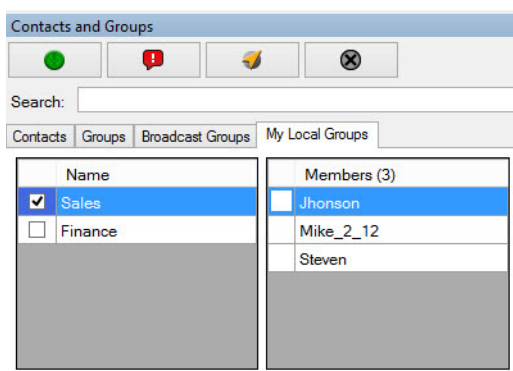 Contacts and Groups
Search:
Contacts Groups Broadcast Groups My Local Groups
Name
Sales
Finance
Members (3)
Jhonson
Mike_2_12
Steven